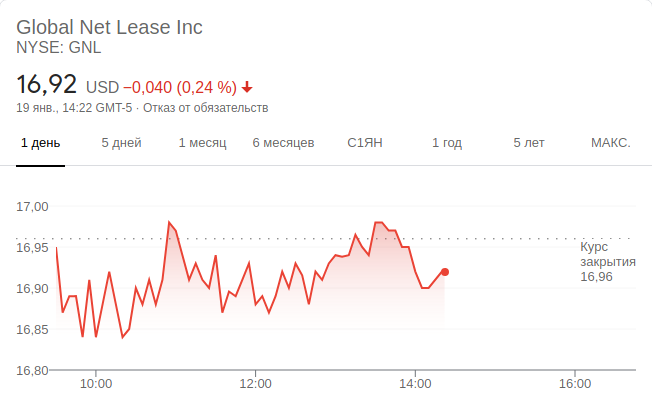 Global Net Lease Inc
NYSE: GNL
16,92 USD −0,040 (0,24 %)
19 янв., 14:22 GMT-5 · Отказ от обязательств
1 день 5 дней 1 месяц 6 месяцев С1ЯН 1 год 5 лет МАКС.
17,00
16,95
Курс
закрытия
16,96
16,90
16,85
16,80
10:00 12:00 14:00 16:00